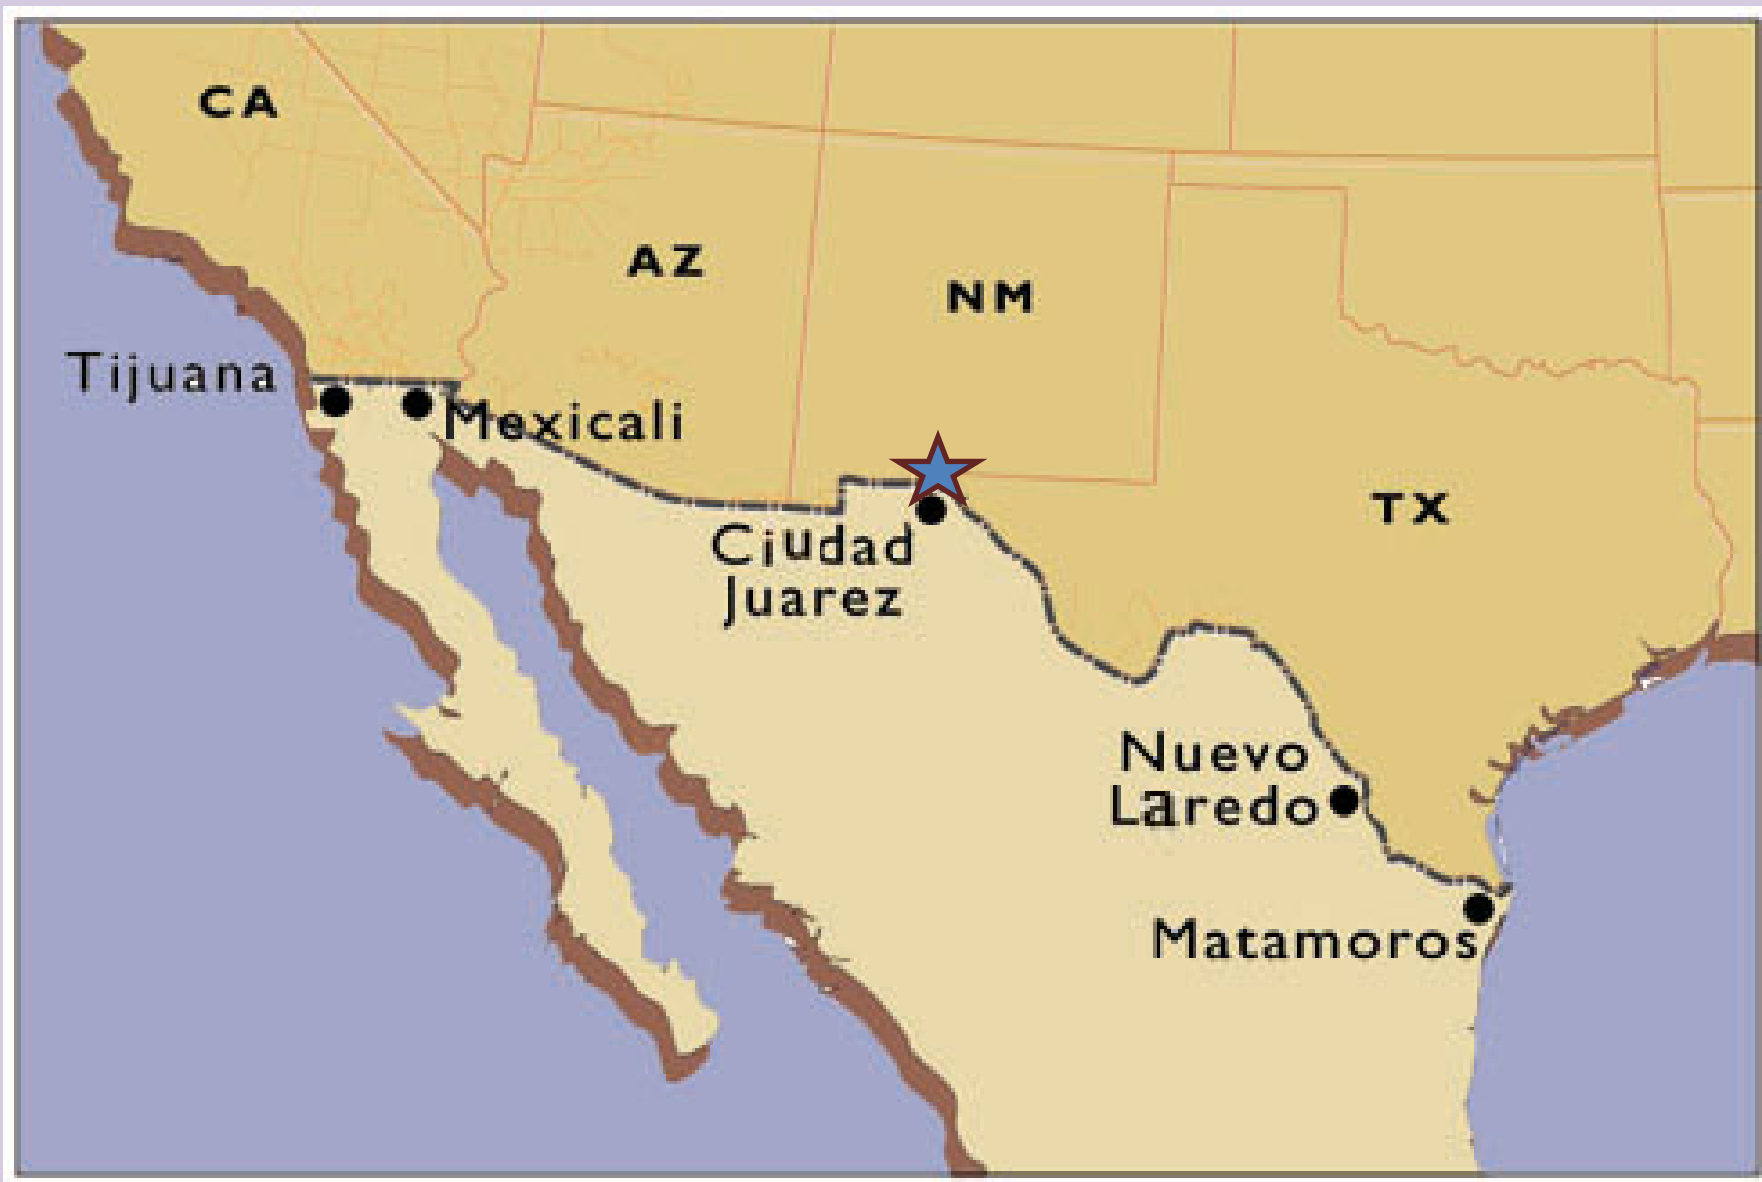 CA
AZ
NM
Tijuana
Mexicali
TX
Ciudad
Juarez
Nuevo
Laredo
Matamoros